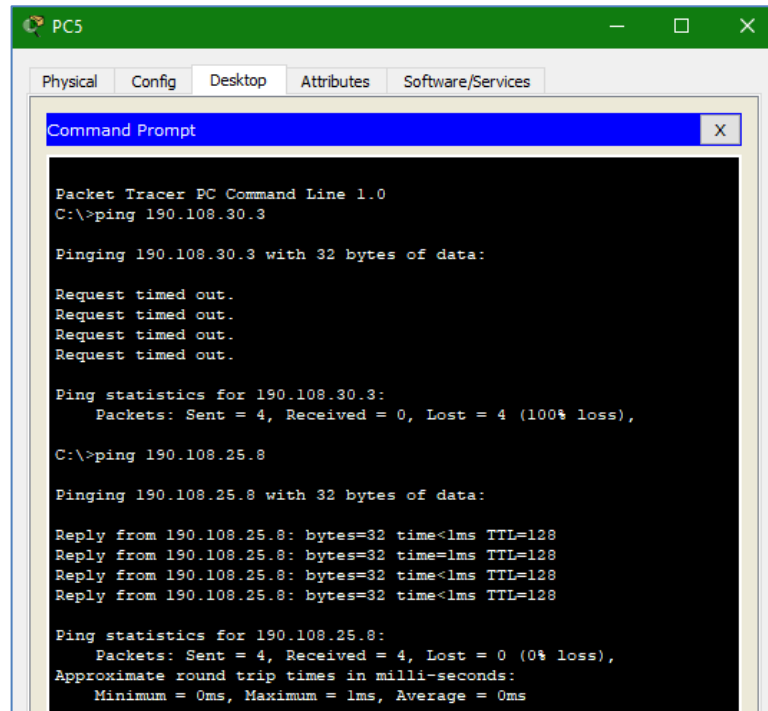 PC5
Physical Config Desktop Attributes Software/Services
Command Prompt X
Packet Tracer PC Command Line 1.0
C:\>ping 190.108.30.3
Pinging 190.108.30.3 with 32 bytes of data:
Request timed out.
Request timed out.
Request timed out.
Request timed out.
Ping statistics for 190.108.30.3:
Packets: Sent = 4, Received = 0, Lost = 4 (100% loss),
C:\>ping 190.108.25.8
Pinging 190.108.25.8 with 32 bytes of data:
Reply from 190.108.25.8: bytes=32 time<1ms TTL=128
Reply from 190.108.25.8: bytes=32 time=1ms TTL=128
Reply from 190.108.25.8: bytes=32 time<1ms TTL=128
Reply from 190.108.25.8: bytes=32 time<1ms TTL=128
Ping statistics for 190.108.25.8:
Packets: Sent = 4, Received = 4, Lost = 0 (0% loss),
Approximate round trip times in milli-seconds:
Minimum = 0ms, Maximum = 1ms, Average = 0ms